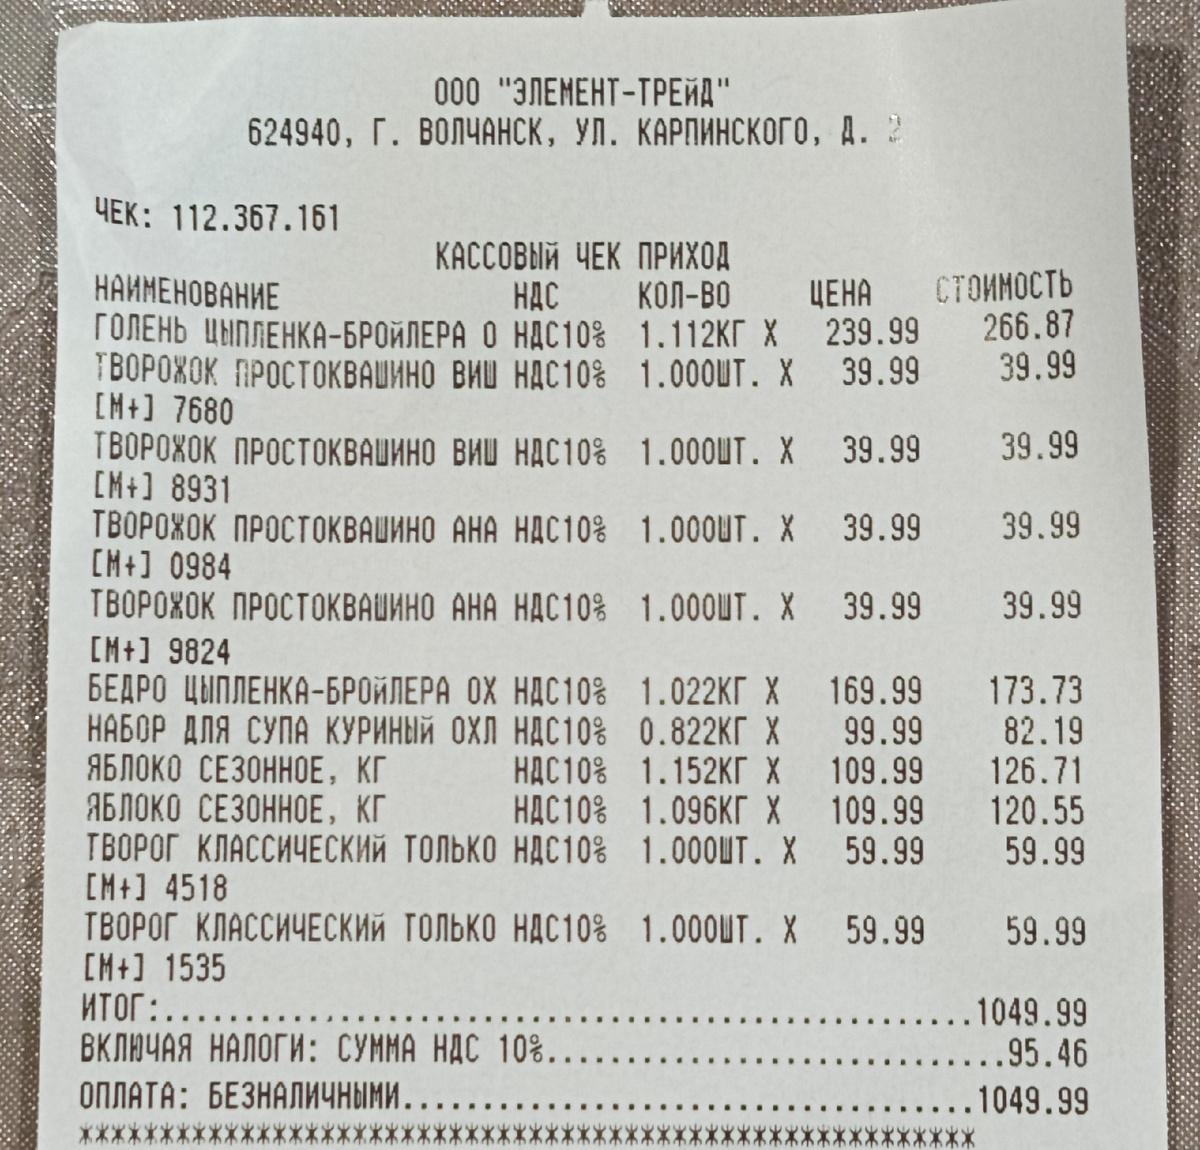 ООО "ЭЛЕМЕНТ-ТРЕЙД"
624940, Г. ВОЛЧАНСК, УЛ. КАРПИНСКОГО, Д. 2
ЧЕК: 112.367.161
КАССОВЫЙ ЧЕК ПРИХОД
НАИМЕНОВАНИЕ НДС КОЛ-ВО ЦЕНА СТОИМОСТЬ
ГОЛЕНЬ ЦЫПЛЕНКА-БРОЙЛЕРА О НДС10% 1.112КГ X 239.99 266.87
ТВОРОЖОК ПРОСТОКВАШИНО ВИШ НДС10% 1.000ШТ. X 39.99 39.99
[M+] 7680
ТВОРОЖОК ПРОСТОКВАШИНО ВИШ НДС10% 1.000ШТ. X 39.99 39.99
[M+] 8931
ТВОРОЖОК ПРОСТОКВАШИНО АНА НДС10% 1.000ШТ. X 39.99 39.99
[M+] 0984
ТВОРОЖОК ПРОСТОКВАШИНО АНА НДС10% 1.000ШТ. X 39.99 39.99
[M+] 9824
БЕДРО ЦЫПЛЕНКА-БРОЙЛЕРА ОХ НДС10% 1.022КГ X 169.99 173.73
НАБОР ДЛЯ СУПА КУРИНЫЙ ОХЛ НДС10% 0.822КГ X 99.99 82.19
ЯБЛОКО СЕЗОННОЕ, КГ НДС10% 1.152КГ X 109.99 126.71
ЯБЛОКО СЕЗОННОЕ, КГ НДС10% 1.096КГ X 109.99 120.55
ТВОРОГ КЛАССИЧЕСКИЙ ТОЛЬКО НДС10% 1.000ШТ. X 59.99 59.99
[M+] 4518
ТВОРОГ КЛАССИЧЕСКИЙ ТОЛЬКО НДС10% 1.000ШТ. X 59.99 59.99
[M+] 1535
ИТОГ:...................................................1049.99
ВКЛЮЧАЯ НАЛОГИ: СУММА НДС 10%.............................95.46
ОПЛАТА: БЕЗНАЛИЧНЫМИ....................................1049.99
********************************************************